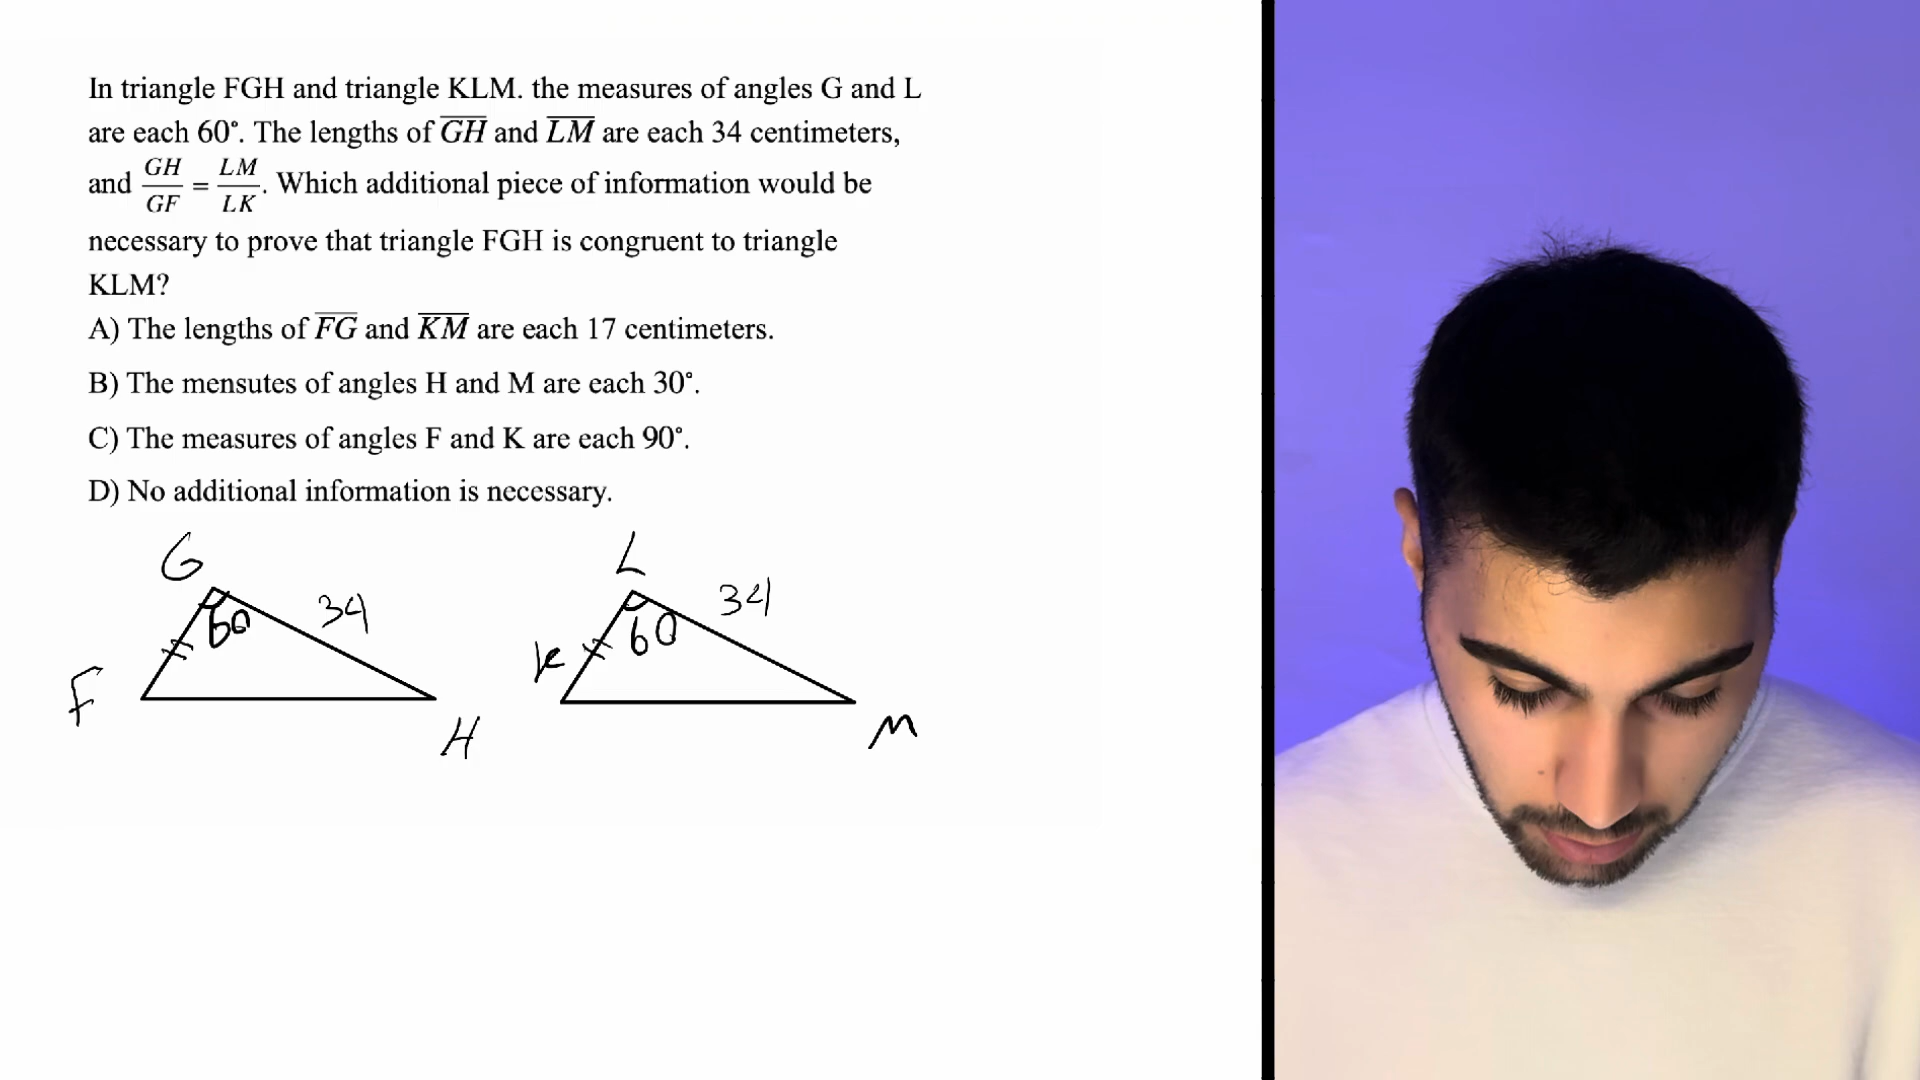 In triangle FGH and triangle KLM. the measures of angles G and L
are each 60°. The lengths of GH and LM are each 34 centimeters,
and GH/GF = LM/LK. Which additional piece of information would be
necessary to prove that triangle FGH is congruent to triangle
KLM?
A) The lengths of FG and KM are each 17 centimeters.
B) The mensutes of angles H and M are each 30°.
C) The measures of angles F and K are each 90°.
D) No additional information is necessary.
G
L
34
34
60
60
K
F
H
M